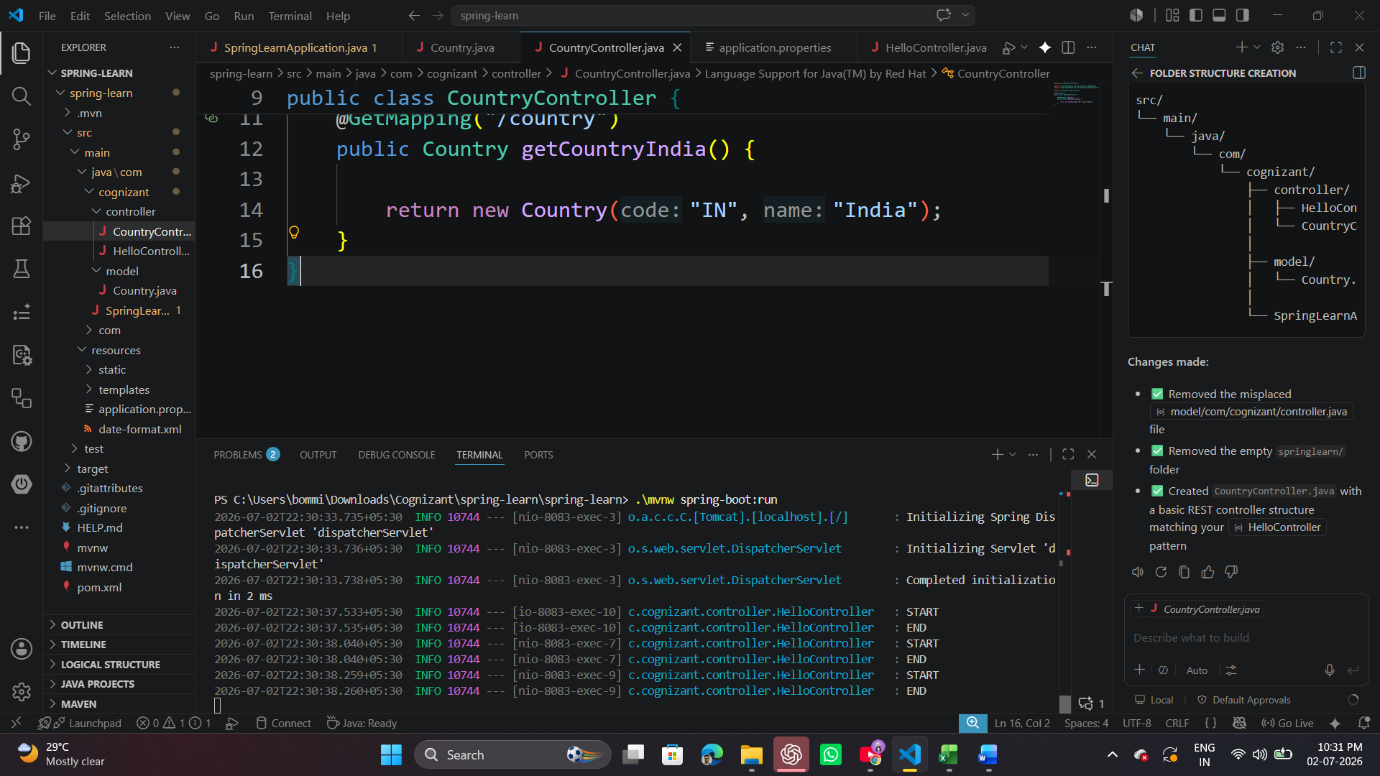 File Edit Selection View Go Run Terminal Help
spring-learn
EXPLORER
SPRING-LEARN
spring-learn
.mvn
src
main
java\com
cognizant
controller
CountryContr...
HelloControll...
model
Country.java
SpringLear... 1
com
resources
static
templates
application.prop...
date-format.xml
test
target
.gitattributes
.gitignore
HELP.md
mvnw
mvnw.cmd
pom.xml
OUTLINE
TIMELINE
LOGICAL STRUCTURE
JAVA PROJECTS
MAVEN
SpringLearnApplication.java 1
Country.java
CountryController.java
application.properties
HelloController.java
spring-learn > src > main > java > com > cognizant > controller > CountryController.java > Language Support for Java(TM) by Red Hat > CountryController
9 public class CountryController {
11 @GetMapping("/country")
12 public Country getCountryIndia() {
13
14 return new Country(code:"IN", name:"India");
15 }
16 }
PROBLEMS 2 OUTPUT DEBUG CONSOLE TERMINAL PORTS
PS C:\Users\bommi\Downloads\Cognizant\spring-learn\spring-learn> .\mvnw spring-boot:run
2026-07-02T22:30:33.735+05:30 INFO 10744 --- [nio-8083-exec-3] o.a.c.c.C.[Tomcat].[localhost].[/] : Initializing Spring Dis
patcherServlet 'dispatcherServlet'
2026-07-02T22:30:33.736+05:30 INFO 10744 --- [nio-8083-exec-3] o.s.web.servlet.DispatcherServlet : Initializing Servlet 'd
ispatcherServlet'
2026-07-02T22:30:33.738+05:30 INFO 10744 --- [nio-8083-exec-3] o.s.web.servlet.DispatcherServlet : Completed initializatio
n in 2 ms
2026-07-02T22:30:37.533+05:30 INFO 10744 --- [io-8083-exec-10] c.cognizant.controller.HelloController : START
2026-07-02T22:30:37.535+05:30 INFO 10744 --- [io-8083-exec-10] c.cognizant.controller.HelloController : END
2026-07-02T22:30:38.040+05:30 INFO 10744 --- [nio-8083-exec-7] c.cognizant.controller.HelloController : START
2026-07-02T22:30:38.040+05:30 INFO 10744 --- [nio-8083-exec-7] c.cognizant.controller.HelloController : END
2026-07-02T22:30:38.259+05:30 INFO 10744 --- [nio-8083-exec-9] c.cognizant.controller.HelloController : START
2026-07-02T22:30:38.260+05:30 INFO 10744 --- [nio-8083-exec-9] c.cognizant.controller.HelloController : END
1
CHAT
FOLDER STRUCTURE CREATION
src/
└── main/
└── java/
└── com/
└── cognizant/
├── controller/
│ ├── HelloCon
│ └── CountryC
│
├── model/
│ └── Country.
│
└── SpringLearnA
Changes made:
• ✅ Removed the misplaced
model/com/cognizant/controller.java
file
• ✅ Removed the empty springlearn/
folder
• ✅ Created CountryController.java with
a basic REST controller structure
matching your HelloController
pattern
CountryController.java
Describe what to build
Auto
Local Default Approvals
Launchpad 0 1 1 Connect Java: Ready
Ln 16, Col 2 Spaces: 4 UTF-8 CRLF { } Go Live
29°C
Mostly clear
Search
ENG
IN
10:31 PM
02-07-2026